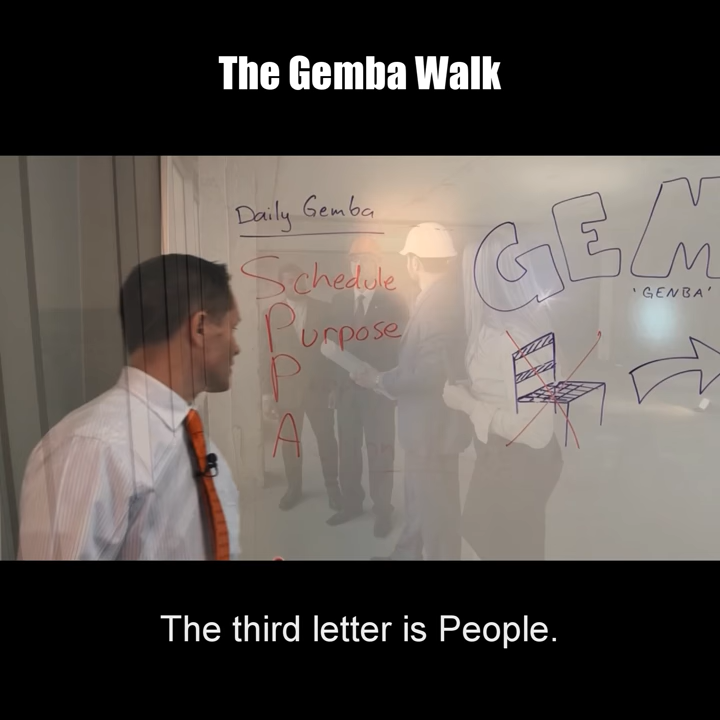 The Gemba Walk
Daily Gemba
Schedule
Purpose
P
A
GEM
'GENBA'
The third letter is People.